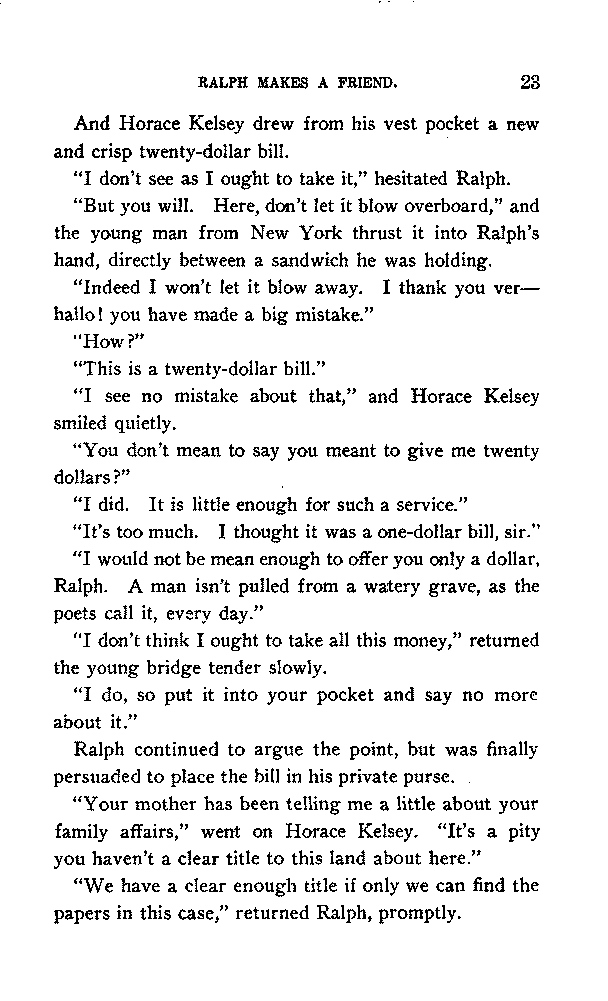 RALPH MAKES A FRIEND. 23
And Horace Kelsey drew from his vest pocket a new
and crisp twenty-dollar bill.
"I don't see as I ought to take it," hesitated Ralph.
"But you will. Here, don't let it blow overboard," and
the young man from New York thrust it into Ralph's
hand, directly between a sandwich he was holding.
"Indeed I won't let it blow away. I thank you ver—
hallo! you have made a big mistake."
"How?"
"This is a twenty-dollar bill."
"I see no mistake about that," and Horace Kelsey
smiled quietly.
"You don't mean to say you meant to give me twenty
dollars?"
"I did. It is little enough for such a service."
"It's too much. I thought it was a one-dollar bill, sir."
"I would not be mean enough to offer you only a dollar,
Ralph. A man isn't pulled from a watery grave, as the
poets call it, every day."
"I don't think I ought to take all this money," returned
the young bridge tender slowly.
"I do, so put it into your pocket and say no more
about it."
Ralph continued to argue the point, but was finally
persuaded to place the bill in his private purse.
"Your mother has been telling me a little about your
family affairs," went on Horace Kelsey. "It's a pity
you haven't a clear title to this land about here."
"We have a clear enough title if only we can find the
papers in this case," returned Ralph, promptly.